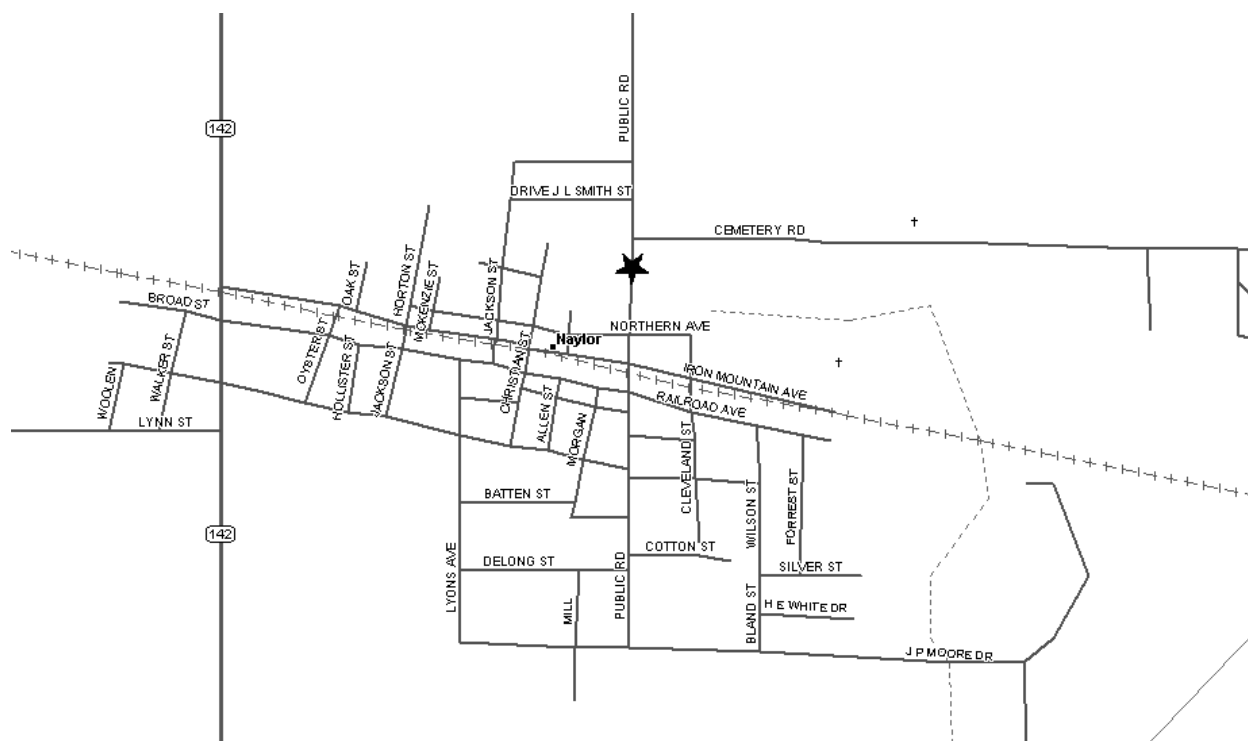 PUBLIC RD
142
DRIVE J L SMITH ST
CEMETERY RD
HORTON ST
OAK ST
MCKENZIE ST
JACKSON ST
BROAD ST
NORTHERN AVE
Naylor
WALKER ST
OYSTER ST
HOLLISTER ST
JACKSON ST
CHRISTIAN ST
IRON MOUNTAIN AVE
WOOLEN
ALLEN ST
RAILROAD AVE
LYNN ST
MORGAN
CLEVELAND ST
BATTEN ST
WILSON ST
FORREST ST
142
COTTON ST
DELONG ST
SILVER ST
LYONS AVE
MILL
PUBLIC RD
BLAND ST
H E WHITE DR
J P MOORE DR